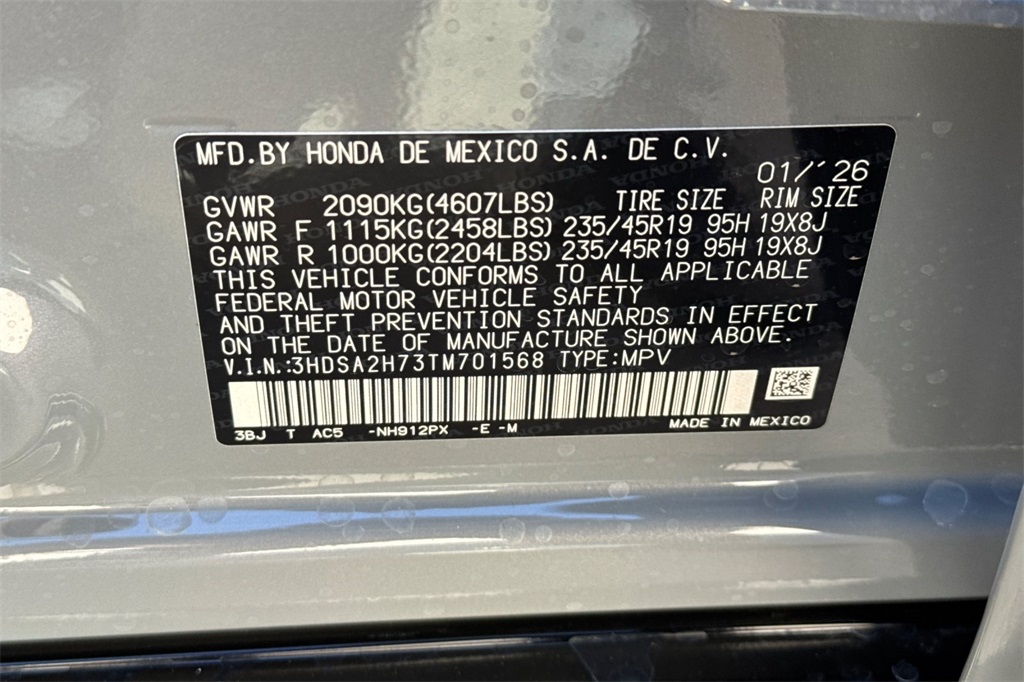 MFD.BY HONDA DE MEXICO S.A. DE C.V.
01/´26
GVWR 2090KG(4607LBS) TIRE SIZE RIM SIZE
GAWR F 1115KG(2458LBS) 235/45R19 95H 19X8J
GAWR R 1000KG(2204LBS) 235/45R19 95H 19X8J
THIS VEHICLE CONFORMS TO ALL APPLICABLE
FEDERAL MOTOR VEHICLE SAFETY
AND THEFT PREVENTION STANDARDS IN EFFECT
ON THE DATE OF MANUFACTURE SHOWN ABOVE.
V.I.N.:3HDSA2H73TM701568 TYPE:MPV
3BJ T AC5 -NH912PX -E -M MADE IN MEXICO